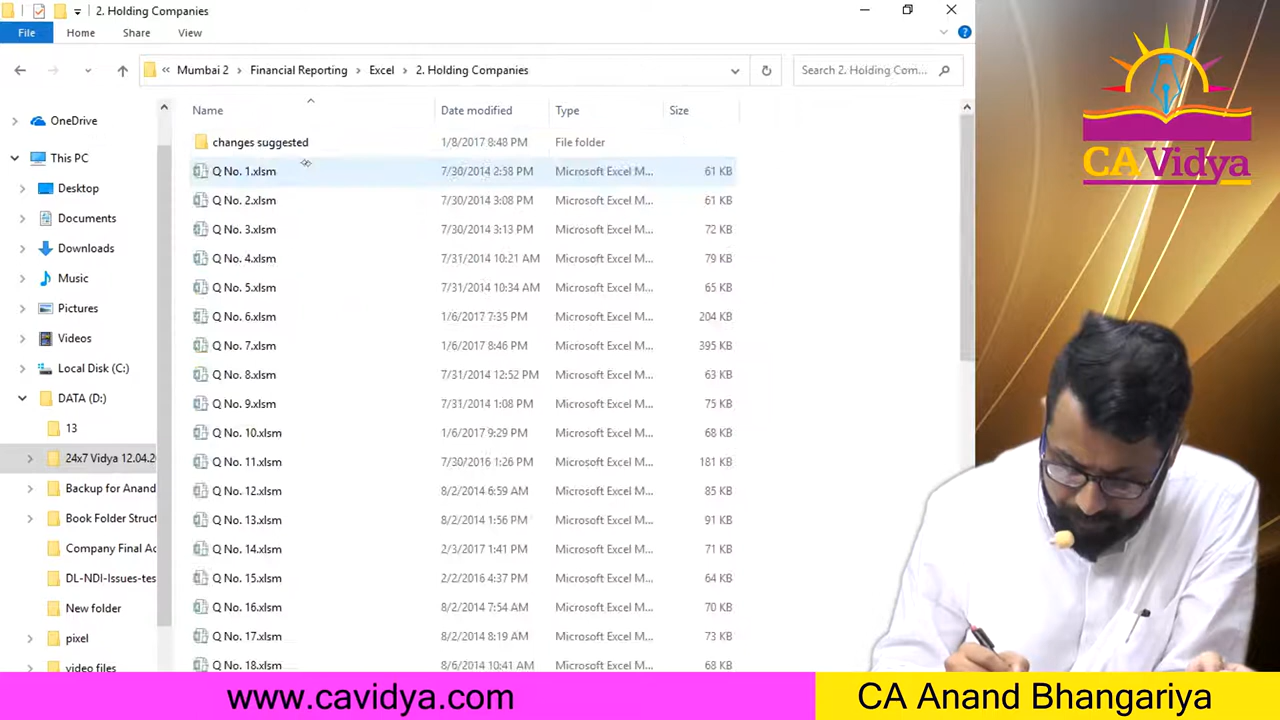 2. Holding Companies
File Home Share View
« Mumbai 2 Financial Reporting Excel 2. Holding Companies
Search 2. Holding Com...
Name Date modified Type Size
changes suggested 1/8/2017 8:48 PM File folder
Q No. 1.xlsm 7/30/2014 2:58 PM Microsoft Excel M... 61 KB
Q No. 2.xlsm 7/30/2014 3:08 PM Microsoft Excel M... 61 KB
Q No. 3.xlsm 7/30/2014 3:13 PM Microsoft Excel M... 72 KB
Q No. 4.xlsm 7/31/2014 10:21 AM Microsoft Excel M... 79 KB
Q No. 5.xlsm 7/31/2014 10:34 AM Microsoft Excel M... 65 KB
Q No. 6.xlsm 1/6/2017 7:35 PM Microsoft Excel M... 204 KB
Q No. 7.xlsm 1/6/2017 8:46 PM Microsoft Excel M... 395 KB
Q No. 8.xlsm 7/31/2014 12:52 PM Microsoft Excel M... 63 KB
Q No. 9.xlsm 7/31/2014 1:08 PM Microsoft Excel M... 75 KB
Q No. 10.xlsm 1/6/2017 9:29 PM Microsoft Excel M... 68 KB
Q No. 11.xlsm 7/30/2016 1:26 PM Microsoft Excel M... 181 KB
Q No. 12.xlsm 8/2/2014 6:59 AM Microsoft Excel M... 85 KB
Q No. 13.xlsm 8/2/2014 1:56 PM Microsoft Excel M... 91 KB
Q No. 14.xlsm 2/3/2017 1:41 PM Microsoft Excel M... 71 KB
Q No. 15.xlsm 2/2/2016 4:37 PM Microsoft Excel M... 64 KB
Q No. 16.xlsm 8/2/2014 7:54 AM Microsoft Excel M... 70 KB
Q No. 17.xlsm 8/2/2014 8:19 AM Microsoft Excel M... 73 KB
Q No. 18.xlsm 8/6/2014 10:41 AM Microsoft Excel M... 68 KB
OneDrive
This PC
Desktop
Documents
Downloads
Music
Pictures
Videos
Local Disk (C:)
DATA (D:)
13
24x7 Vidya 12.04.2
Backup for Anand
Book Folder Struct
Company Final Ac
DL-NDI-Issues-tes
New folder
pixel
video files
CA Vidya
www.cavidya.com
CA Anand Bhangariya